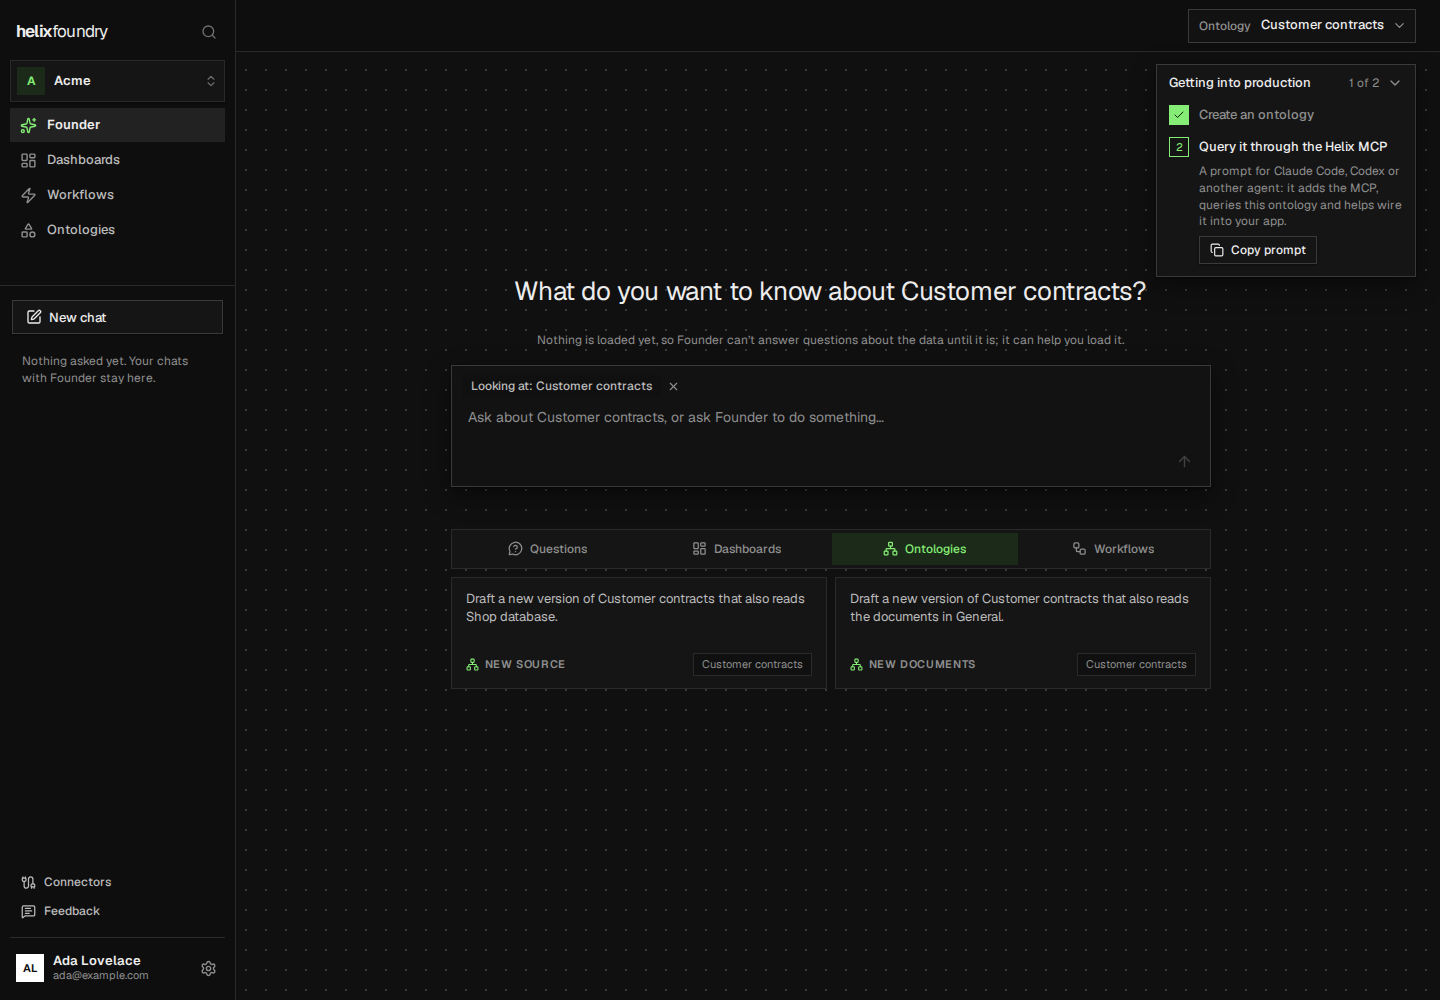 helixfoundry
A
Acme
Founder
Dashboards
Workflows
Ontologies
New chat
Nothing asked yet. Your chats
with Founder stay here.
Connectors
Feedback
AL
Ada Lovelace
ada@example.com
Ontology Customer contracts
Getting into production 1 of 2
Create an ontology
2 Query it through the Helix MCP
A prompt for Claude Code, Codex or
another agent: it adds the MCP,
queries this ontology and helps wire
it into your app.
Copy prompt
What do you want to know about Customer contracts?
Nothing is loaded yet, so Founder can't answer questions about the data until it is; it can help you load it.
Looking at: Customer contracts
Ask about Customer contracts, or ask Founder to do something...
Questions
Dashboards
Ontologies
Workflows
Draft a new version of Customer contracts that also reads
Shop database.
NEW SOURCE
Customer contracts
Draft a new version of Customer contracts that also reads
the documents in General.
NEW DOCUMENTS
Customer contracts